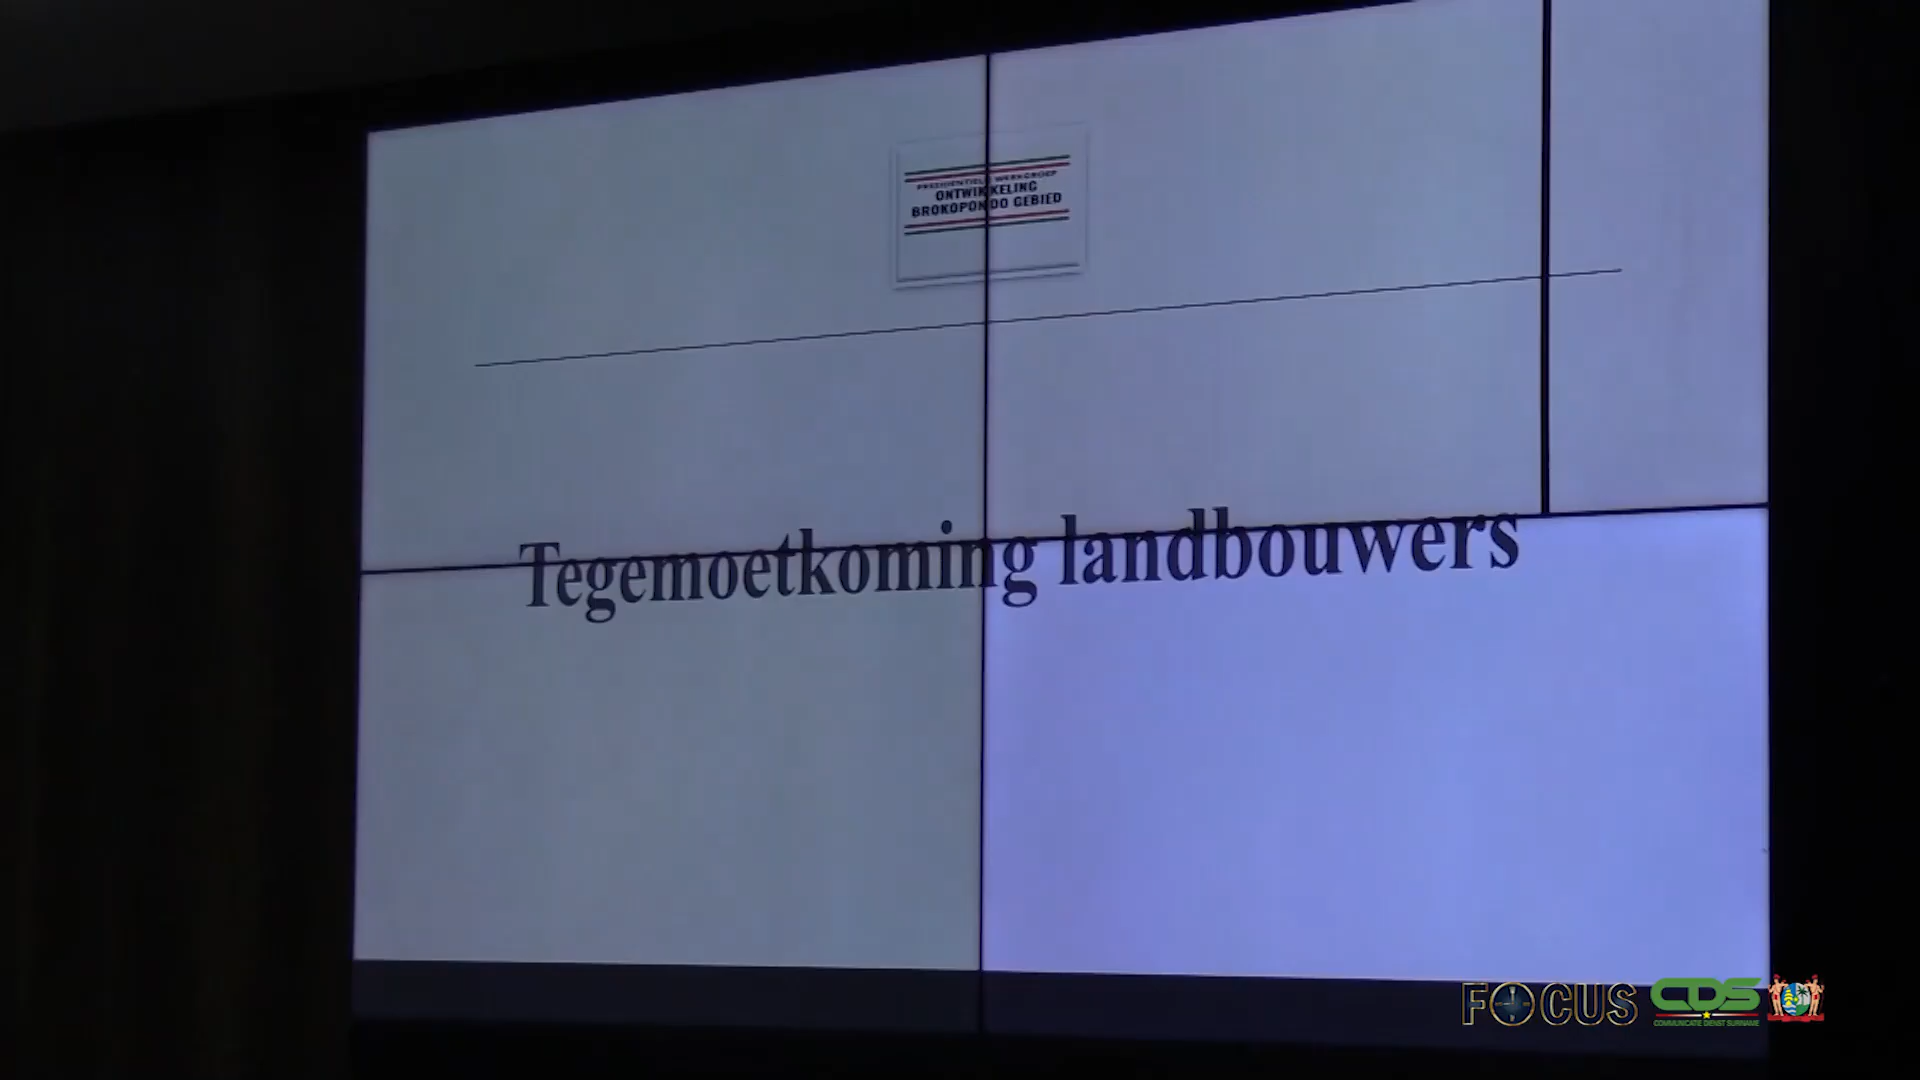 PRESIDENTIELE WERKGROEP
ONTWIKKELING
BROKOPONDO GEBIED
Tegemoetkoming landbouwers
FOCUS
CDS
COMMUNICATIE DIENST SURINAME